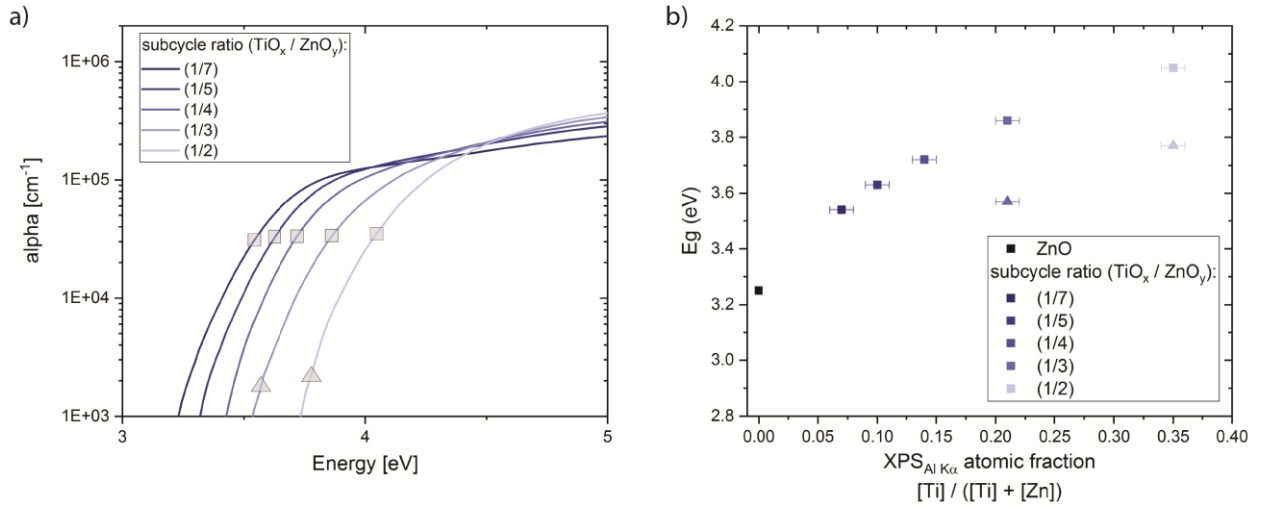 a)
alpha [cm⁻¹]
1E+06
1E+05
1E+04
1E+03
subcycle ratio (TiOₓ / ZnOᵧ):
(1/7)
(1/5)
(1/4)
(1/3)
(1/2)
3
4
5
Energy [eV]
b)
Eg (eV)
4.2
4.0
3.8
3.6
3.4
3.2
3.0
2.8
ZnO
subcycle ratio (TiOₓ / ZnOᵧ):
(1/7)
(1/5)
(1/4)
(1/3)
(1/2)
0.00 0.05 0.10 0.15 0.20 0.25 0.30 0.35 0.40
XPS Al Kα atomic fraction
[Ti] / ([Ti] + [Zn])